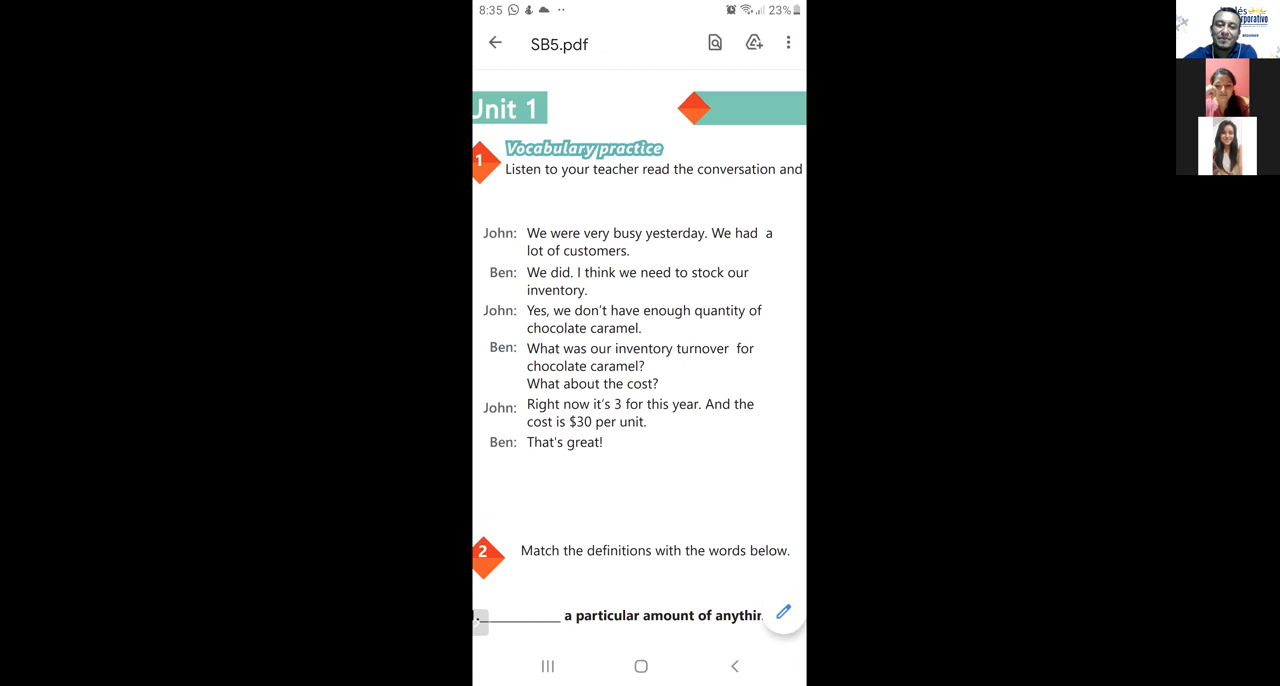 8:35
23%
SB5.pdf
Unit 1
1
Vocabulary practice
Listen to your teacher read the conversation and
John: We were very busy yesterday. We had a
lot of customers.
Ben: We did. I think we need to stock our
inventory.
John: Yes, we don't have enough quantity of
chocolate caramel.
Ben: What was our inventory turnover for
chocolate caramel?
What about the cost?
John: Right now it's 3 for this year. And the
cost is $30 per unit.
Ben: That's great!
2
Match the definitions with the words below.
__________ a particular amount of